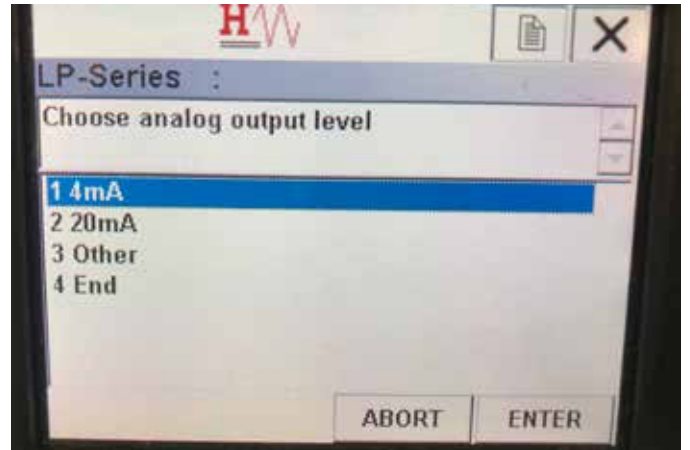 H
LP-Series :
Choose analog output level
1 4mA
2 20mA
3 Other
4 End
ABORT ENTER